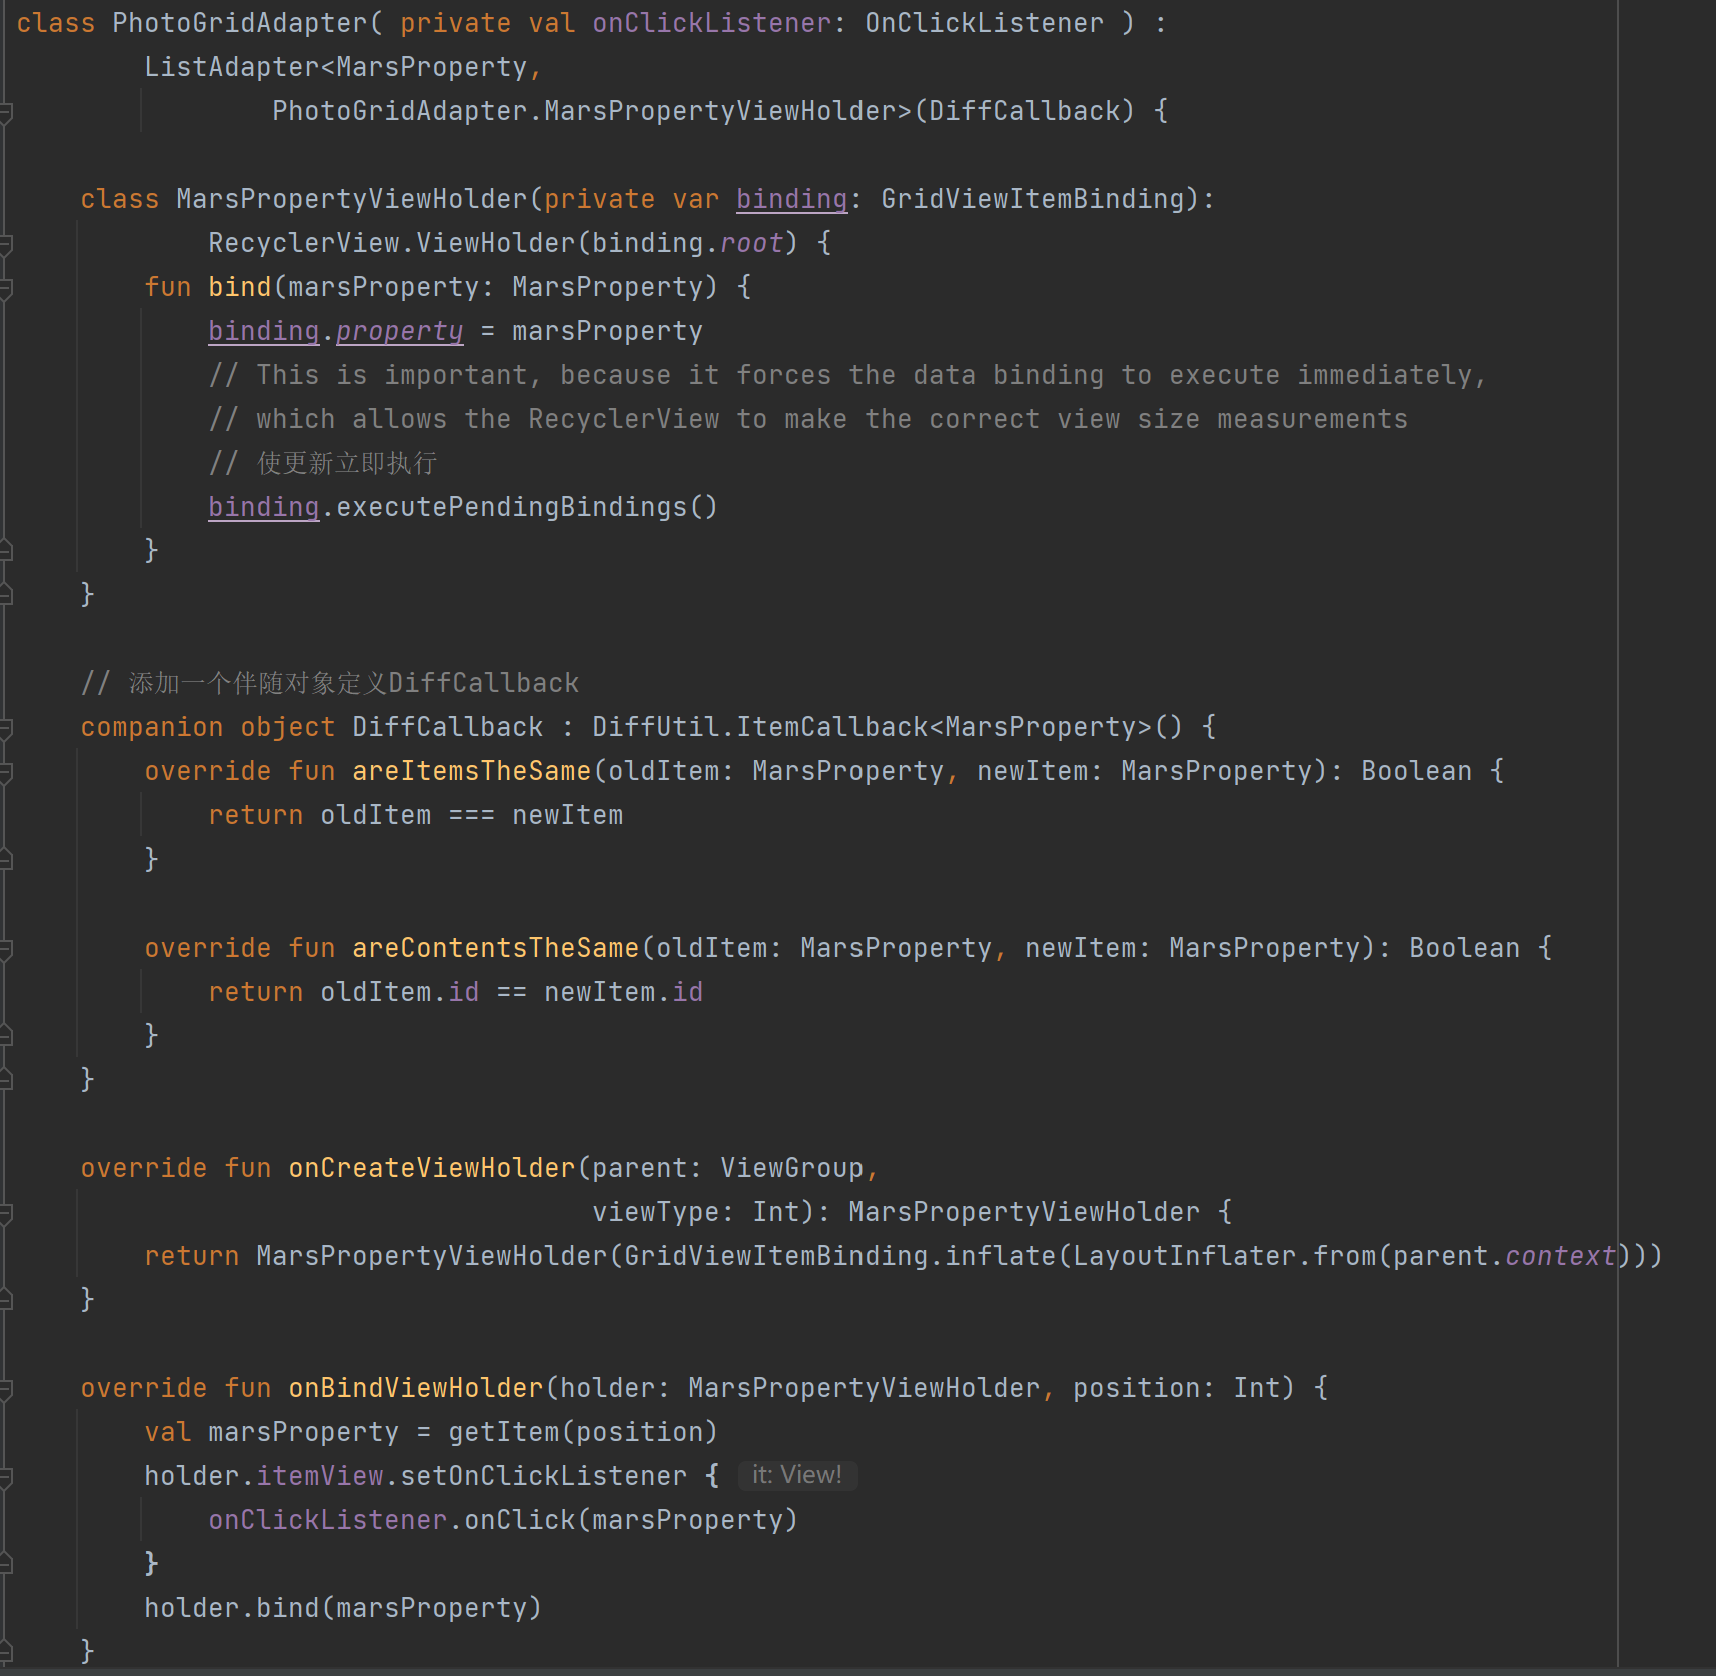 class PhotoGridAdapter( private val onClickListener: OnClickListener ) :
ListAdapter<MarsProperty,
PhotoGridAdapter.MarsPropertyViewHolder>(DiffCallback) {
class MarsPropertyViewHolder(private var binding: GridViewItemBinding):
RecyclerView.ViewHolder(binding.root) {
fun bind(marsProperty: MarsProperty) {
binding.property = marsProperty
// This is important, because it forces the data binding to execute immediately,
// which allows the RecyclerView to make the correct view size measurements
// 使更新立即执行
binding.executePendingBindings()
}
}
// 添加一个伴随对象定义DiffCallback
companion object DiffCallback : DiffUtil.ItemCallback<MarsProperty>() {
override fun areItemsTheSame(oldItem: MarsProperty, newItem: MarsProperty): Boolean {
return oldItem === newItem
}
override fun areContentsTheSame(oldItem: MarsProperty, newItem: MarsProperty): Boolean {
return oldItem.id == newItem.id
}
}
override fun onCreateViewHolder(parent: ViewGroup,
viewType: Int): MarsPropertyViewHolder {
return MarsPropertyViewHolder(GridViewItemBinding.inflate(LayoutInflater.from(parent.context)))
}
override fun onBindViewHolder(holder: MarsPropertyViewHolder, position: Int) {
val marsProperty = getItem(position)
holder.itemView.setOnClickListener { it: View!
onClickListener.onClick(marsProperty)
}
holder.bind(marsProperty)
}